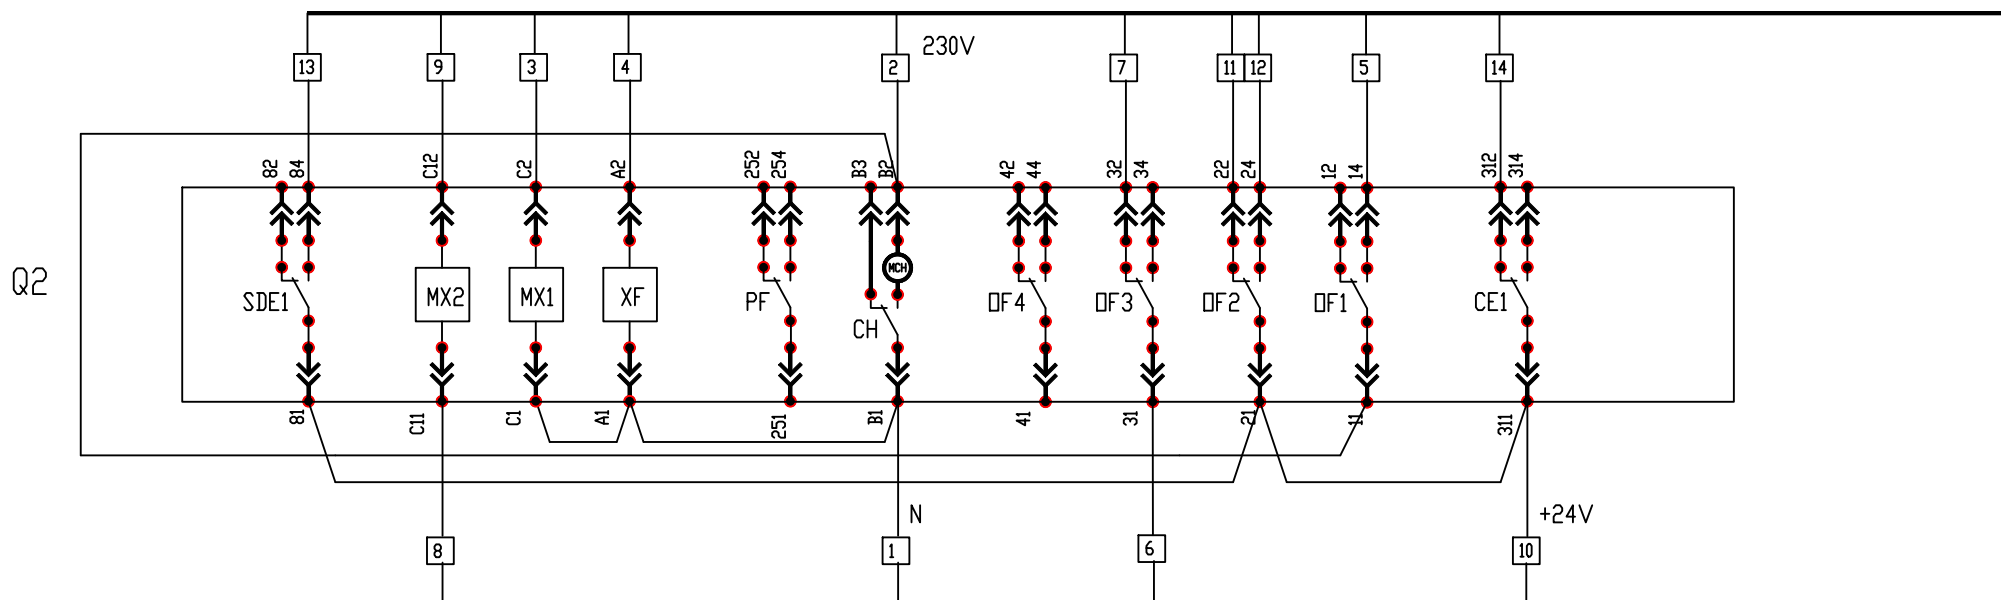 230V
13 9 3 4 2 7 11 12 5 14
82 84 C12 C2 A2 252 254 B3 B2 42 44 32 34 22 24 12 14 312 314
Q2
MCH
SDE1 MX2 MX1 XF PF CH OF4 OF3 OF2 OF1 CE1
81 C11 C1 A1 251 B1 41 31 21 11 311
N +24V
8 1 6 10